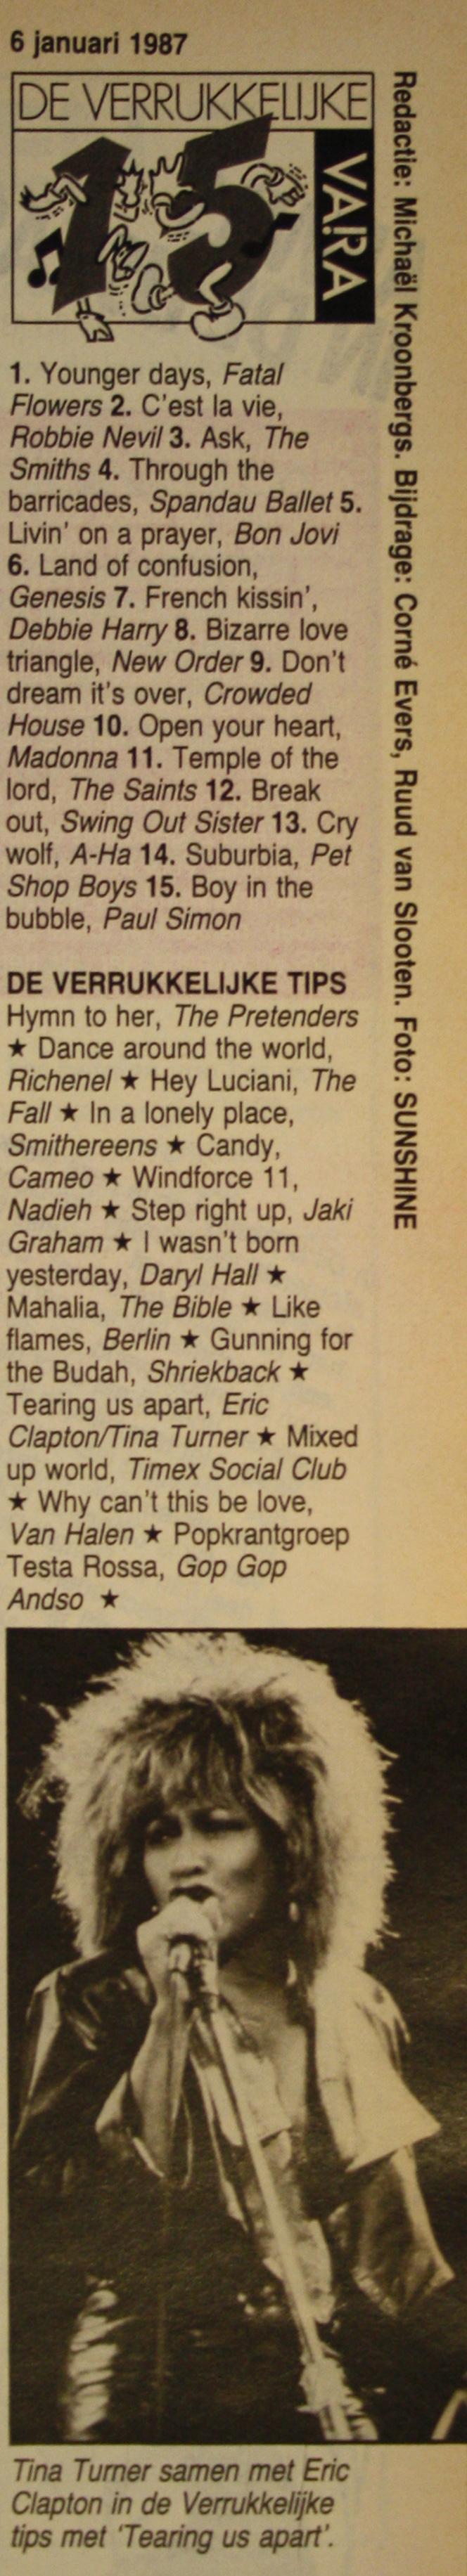 6 januari 1987
DE VERRUKKELIJKE
15
VARA
Redactie: Michaël Kroonbergs. Bijdrage: Corné Evers, Ruud van Slooten. Foto: SUNSHINE
1. Younger days, Fatal
Flowers 2. C'est la vie,
Robbie Nevil 3. Ask, The
Smiths 4. Through the
barricades, Spandau Ballet 5.
Livin' on a prayer, Bon Jovi
6. Land of confusion,
Genesis 7. French kissin',
Debbie Harry 8. Bizarre love
triangle, New Order 9. Don't
dream it's over, Crowded
House 10. Open your heart,
Madonna 11. Temple of the
lord, The Saints 12. Break
out, Swing Out Sister 13. Cry
wolf, A-Ha 14. Suburbia, Pet
Shop Boys 15. Boy in the
bubble, Paul Simon
DE VERRUKKELIJKE TIPS
Hymn to her, The Pretenders
★ Dance around the world,
Richenel ★ Hey Luciani, The
Fall ★ In a lonely place,
Smithereens ★ Candy,
Cameo ★ Windforce 11,
Nadieh ★ Step right up, Jaki
Graham ★ I wasn't born
yesterday, Daryl Hall ★
Mahalia, The Bible ★ Like
flames, Berlin ★ Gunning for
the Budah, Shriekback ★
Tearing us apart, Eric
Clapton/Tina Turner ★ Mixed
up world, Timex Social Club
★ Why can't this be love,
Van Halen ★ Popkrantgroep
Testa Rossa, Gop Gop
Andso ★
Tina Turner samen met Eric
Clapton in de Verrukkelijke
tips met 'Tearing us apart'.